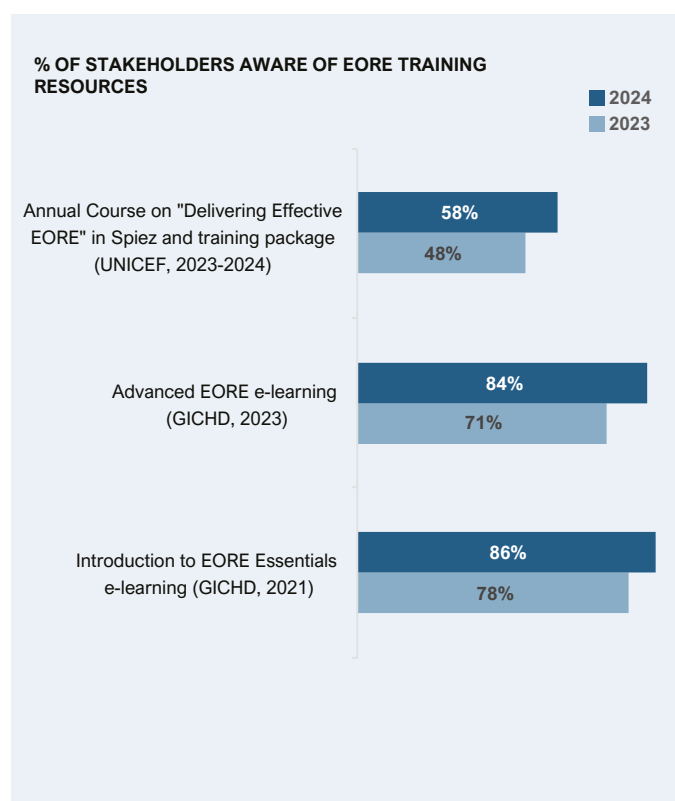 % OF STAKEHOLDERS AWARE OF EORE TRAINING
RESOURCES
2024
2023
Annual Course on "Delivering Effective
EORE" in Spiez and training package
(UNICEF, 2023-2024)
58%
48%
Advanced EORE e-learning
(GICHD, 2023)
84%
71%
Introduction to EORE Essentials
e-learning (GICHD, 2021)
86%
78%